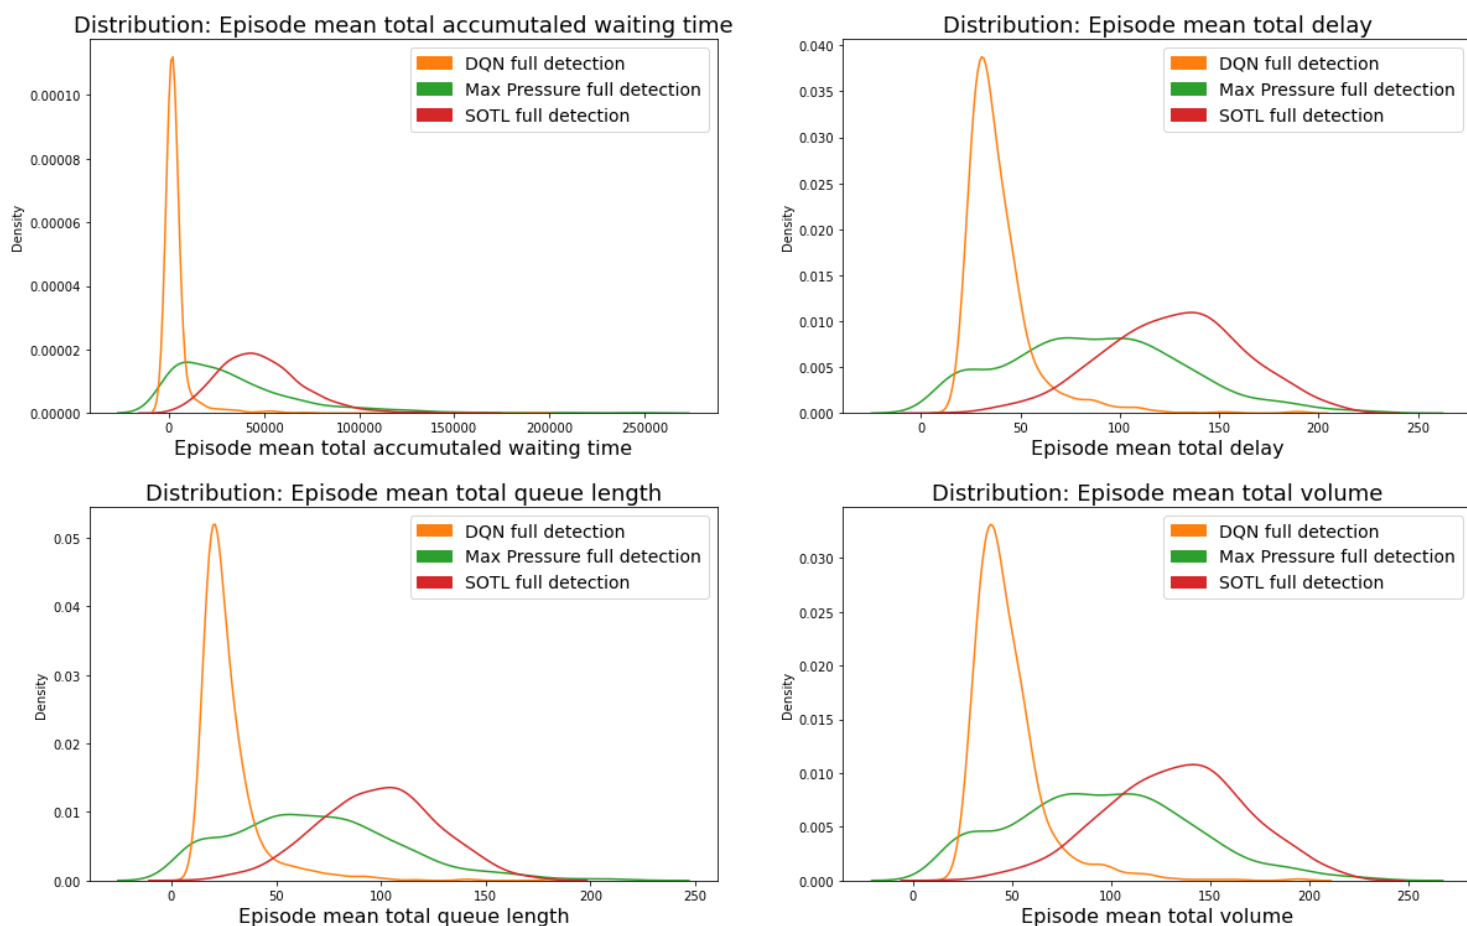 Distribution: Episode mean total accumutaled waiting time
DQN full detection
Max Pressure full detection
SOTL full detection
0.00010
0.00008
0.00006
0.00004
0.00002
0.00000
Density
0
50000
100000
150000
200000
250000
Episode mean total accumutaled waiting time
Distribution: Episode mean total delay
DQN full detection
Max Pressure full detection
SOTL full detection
0.040
0.035
0.030
0.025
0.020
0.015
0.010
0.005
0.000
Density
0
50
100
150
200
250
Episode mean total delay
Distribution: Episode mean total queue length
DQN full detection
Max Pressure full detection
SOTL full detection
0.05
0.04
0.03
0.02
0.01
0.00
Density
0
50
100
150
200
250
Episode mean total queue length
Distribution: Episode mean total volume
DQN full detection
Max Pressure full detection
SOTL full detection
0.030
0.025
0.020
0.015
0.010
0.005
0.000
Density
0
50
100
150
200
250
Episode mean total volume